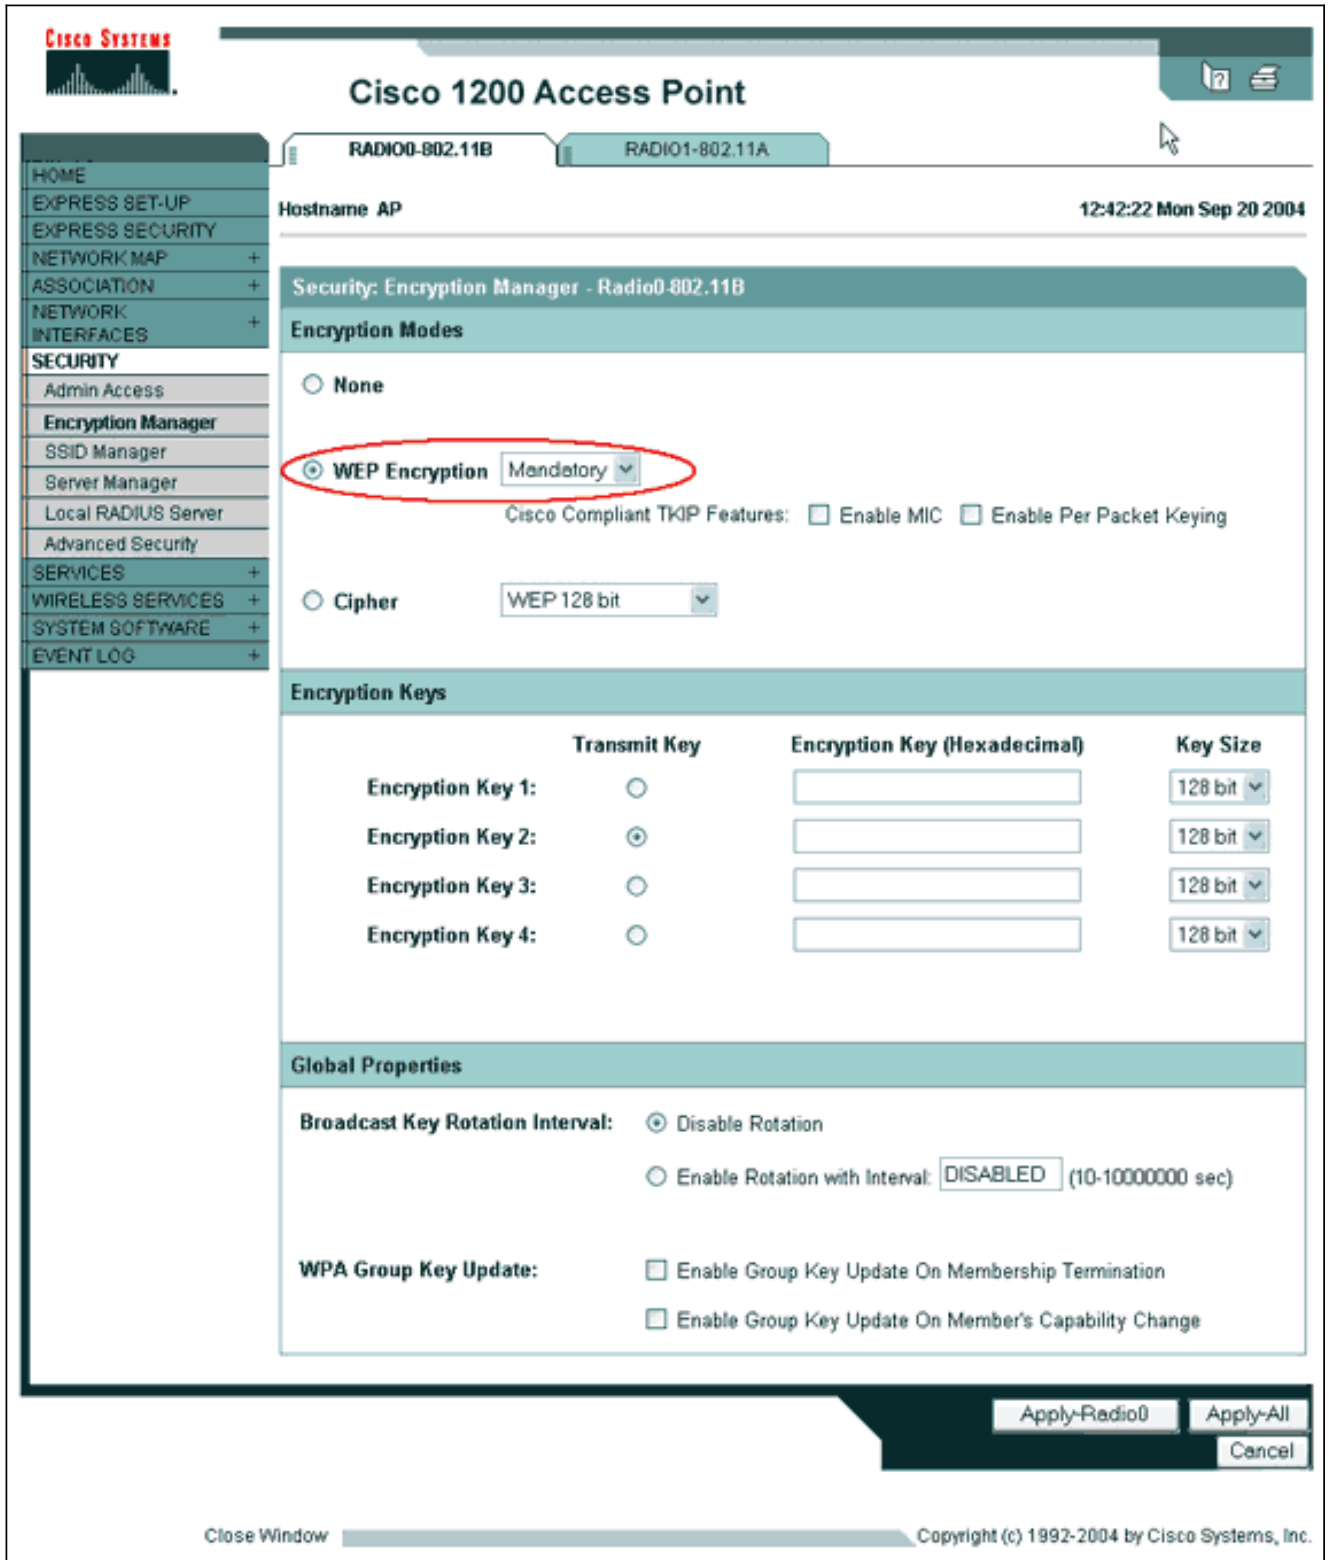 CISCO SYSTEMS
Cisco 1200 Access Point
RADIO0-802.11B
RADIO1-802.11A
HOME
EXPRESS SET-UP
EXPRESS SECURITY
NETWORK MAP +
ASSOCIATION +
NETWORK
INTERFACES +
SECURITY
Admin Access
Encryption Manager
SSID Manager
Server Manager
Local RADIUS Server
Advanced Security
SERVICES +
WIRELESS SERVICES +
SYSTEM SOFTWARE +
EVENT LOG +
Hostname AP
12:42:22 Mon Sep 20 2004
Security: Encryption Manager - Radio0-802.11B
Encryption Modes
None
WEP Encryption Mandatory
Cisco Compliant TKIP Features: Enable MIC Enable Per Packet Keying
Cipher WEP 128 bit
Encryption Keys
Transmit Key Encryption Key (Hexadecimal) Key Size
Encryption Key 1: 128 bit
Encryption Key 2: 128 bit
Encryption Key 3: 128 bit
Encryption Key 4: 128 bit
Global Properties
Broadcast Key Rotation Interval: Disable Rotation
Enable Rotation with Interval: DISABLED (10-10000000 sec)
WPA Group Key Update: Enable Group Key Update On Membership Termination
Enable Group Key Update On Member's Capability Change
Apply-Radio0 Apply-All
Cancel
Close Window
Copyright (c) 1992-2004 by Cisco Systems, Inc.